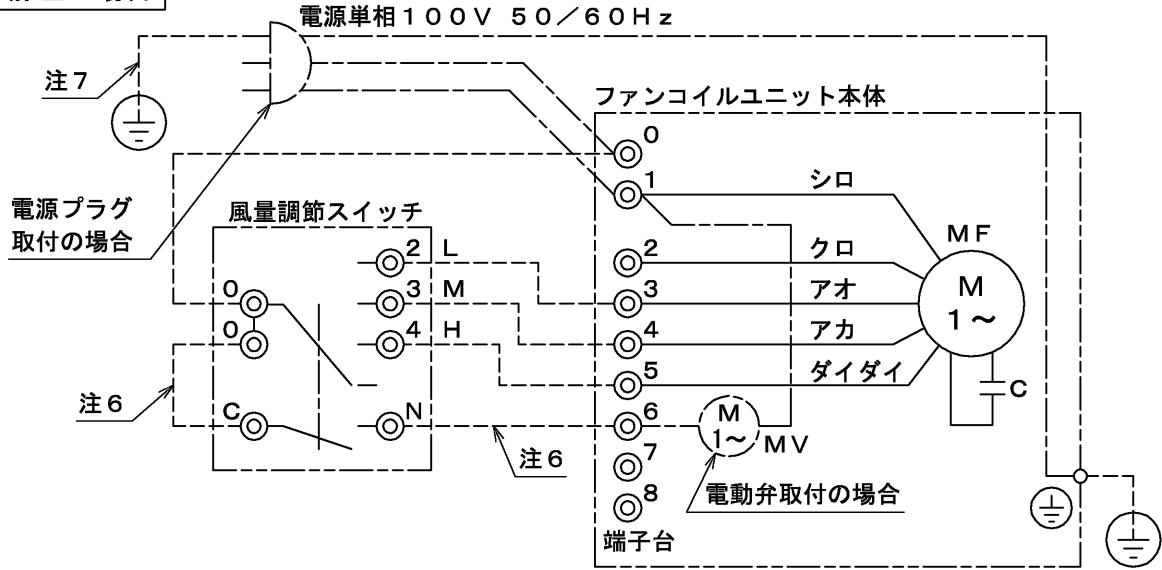 電源単相１００Ｖ ５０／６０Ｈｚ
注７
ファンコイルユニット本体
0
1
シロ
電源プラグ
取付の場合
風量調節スイッチ
ＭＦ
2 L
2
クロ
M
1～
0
3 M
3
アオ
0
4 H
4
アカ
5
ダイダイ
C
注６
C
N
6
M
1～
ＭＶ
注６
7
電動弁取付の場合
8
端子台